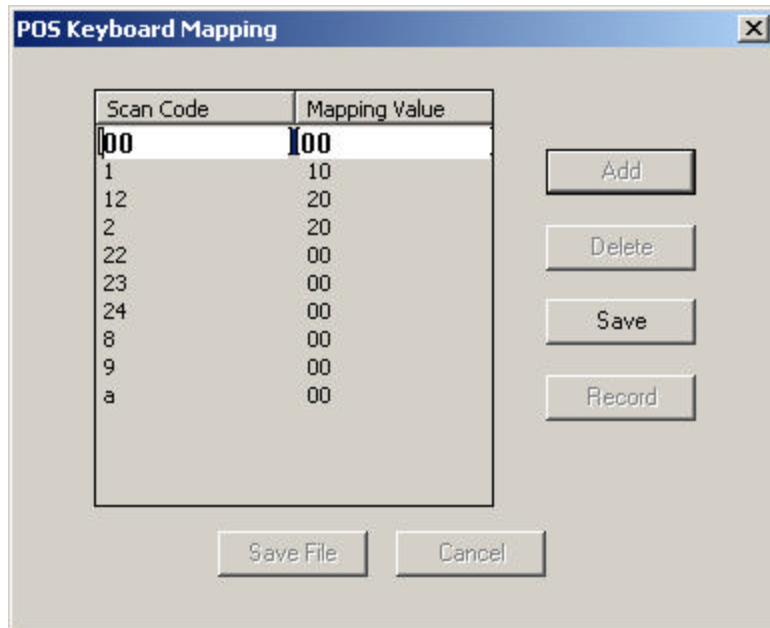 POS Keyboard Mapping
Scan Code Mapping Value
00 00
1 10
12 20
2 20
22 00
23 00
24 00
8 00
9 00
a 00
Add
Delete
Save
Record
Save File Cancel